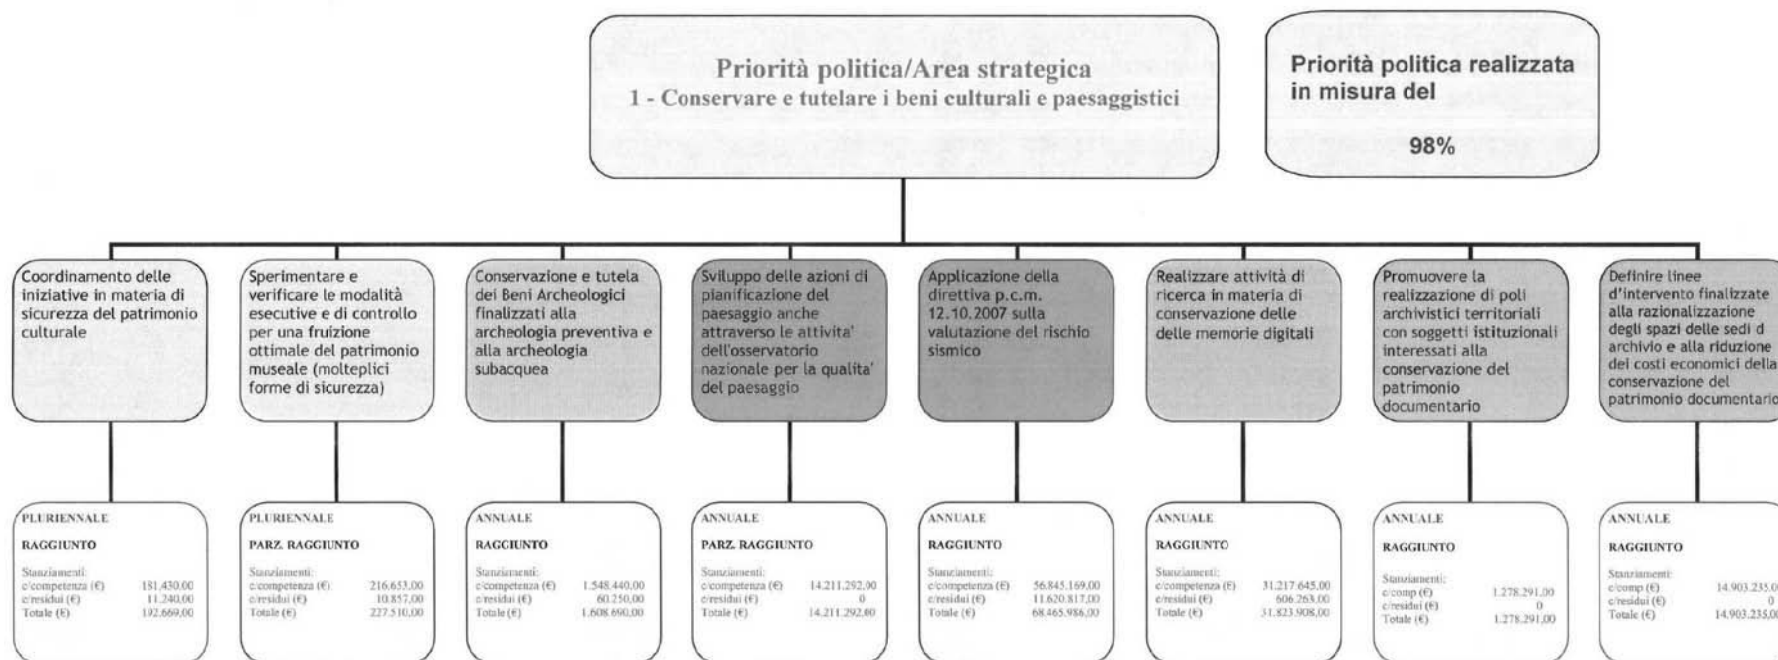 Priorità politica/Area strategica
1 - Conservare e tutelare i beni culturali e paesaggistici
Priorità politica realizzata
in misura del
98%
Coordinamento delle
iniziative in materia di
sicurezza del patrimonio
culturale
Sperimentare e
verificare le modalità
esecutive e di controllo
per una fruizione
ottimale del patrimonio
museale (molteplici
forme di sicurezza)
Conservazione e tutela
dei Beni Archeologici
finalizzati alla
archeologia preventiva e
alla archeologia
subacquea
Sviluppo delle azioni di
pianificazione del
paesaggio anche
attraverso le attivita'
dell'osservatorio
nazionale per la qualita'
del paesaggio
Applicazione della
direttiva p.c.m.
12.10.2007 sulla
valutazione del rischio
sismico
Realizzare attività di
ricerca in materia di
conservazione delle
delle memorie digitali
Promuovere la
realizzazione di poli
archivistici territoriali
con soggetti istituzionali
interessati alla
conservazione del
patrimonio
documentario
Definire linee
d'intervento finalizzate
alla razionalizzazione
degli spazi delle sedi d
archivio e alla riduzione
dei costi economici della
conservazione del
patrimonio documentario
PLURIENNALE
RAGGIUNTO
Stanziamenti:
c/competenza (€) 181.430,00
c/residui (€) 11.240,00
Totale (€) 192.669,00
PLURIENNALE
PARZ. RAGGIUNTO
Stanziamenti:
c/competenza (€) 216.653,00
c/residui (€) 10.857,00
Totale (€) 227.510,00
ANNUALE
RAGGIUNTO
Stanziamenti:
c/competenza (€) 1.548.440,00
c/residui (€) 60.250,00
Totale (€) 1.608.690,00
ANNUALE
PARZ. RAGGIUNTO
Stanziamenti:
c/competenza (€) 14.211.292,00
c/residui (€) 0
Totale (€) 14.211.292,00
ANNUALE
RAGGIUNTO
Stanziamenti:
c/competenza (€) 56.845.169,00
c/residui (€) 11.620.817,00
Totale (€) 68.465.986,00
ANNUALE
RAGGIUNTO
Stanziamenti:
c/competenza (€) 31.217.645,00
c/residui (€) 606.263,00
Totale (€) 31.823.908,00
ANNUALE
RAGGIUNTO
Stanziamenti:
c/comp (€) 1.278.291,00
c/residui (€) 0
Totale (€) 1.278.291,00
ANNUALE
RAGGIUNTO
Stanziamenti:
c/comp (€) 14.903.235,00
c/residui (€) 0
Totale (€) 14.903.235,00